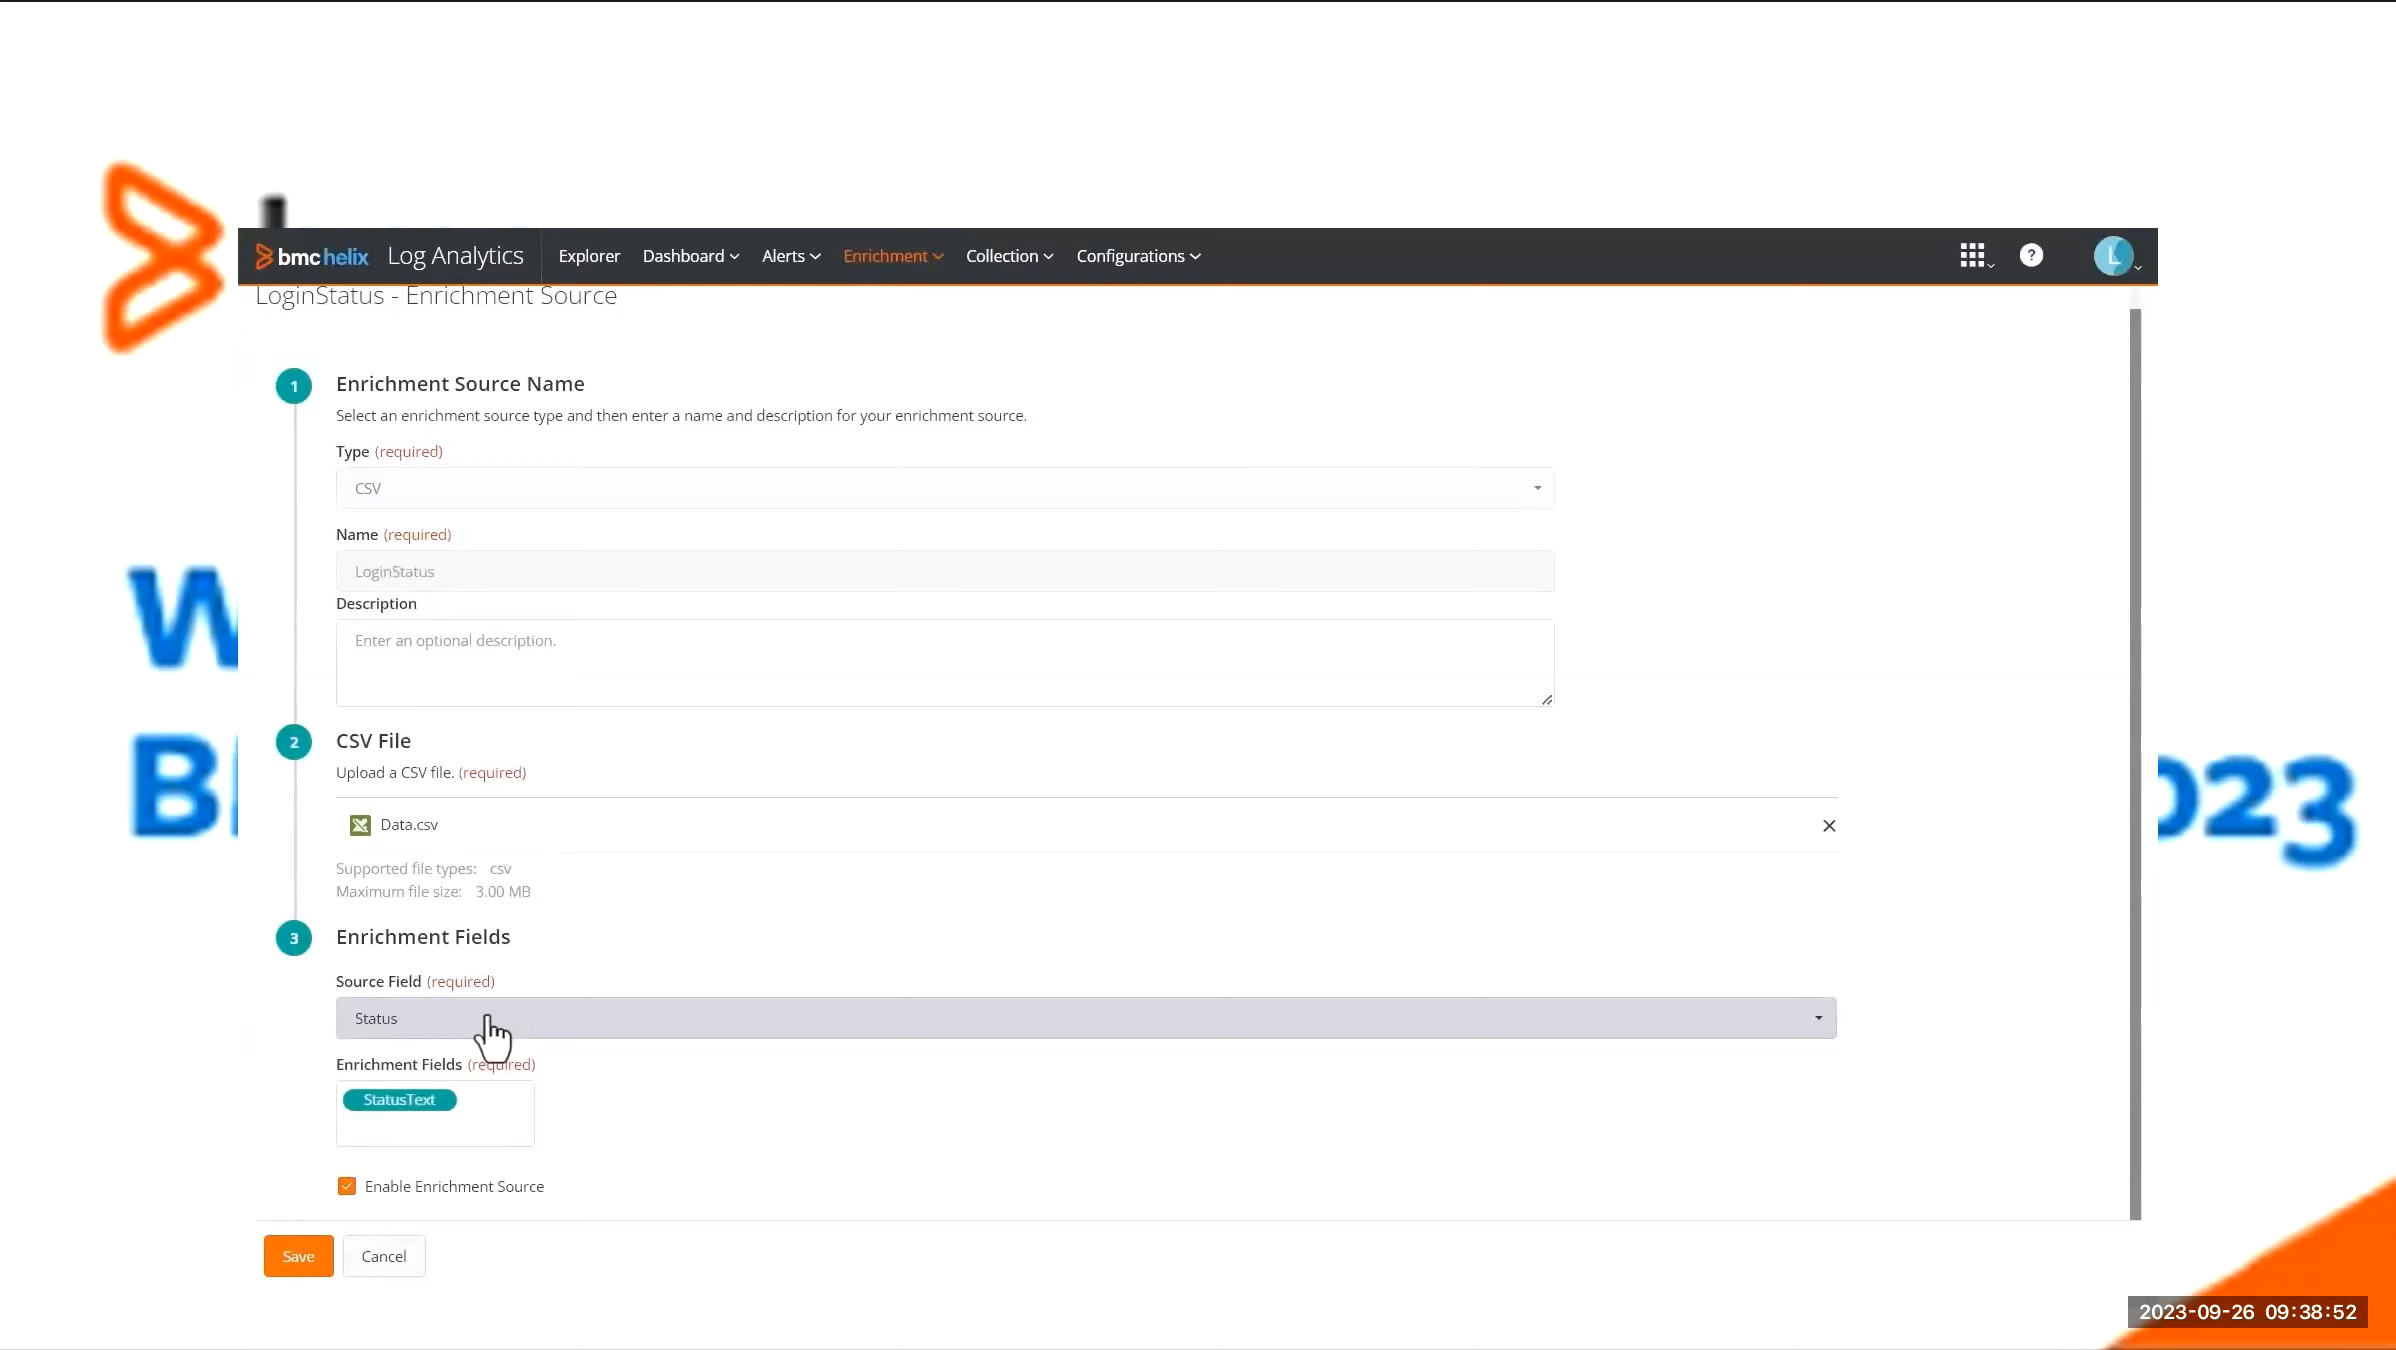 bmc helix Log Analytics Explorer Dashboard Alerts Enrichment Collection Configurations ? L
LoginStatus - Enrichment Source
1 Enrichment Source Name
Select an enrichment source type and then enter a name and description for your enrichment source.
Type (required)
CSV
Name (required)
LoginStatus
Description
Enter an optional description.
2 CSV File
Upload a CSV file. (required)
Data.csv
Supported file types: csv
Maximum file size: 3.00 MB
3 Enrichment Fields
Source Field (required)
Status
Enrichment Fields (required)
StatusText
Enable Enrichment Source
Save Cancel
2023-09-26 09:38:52